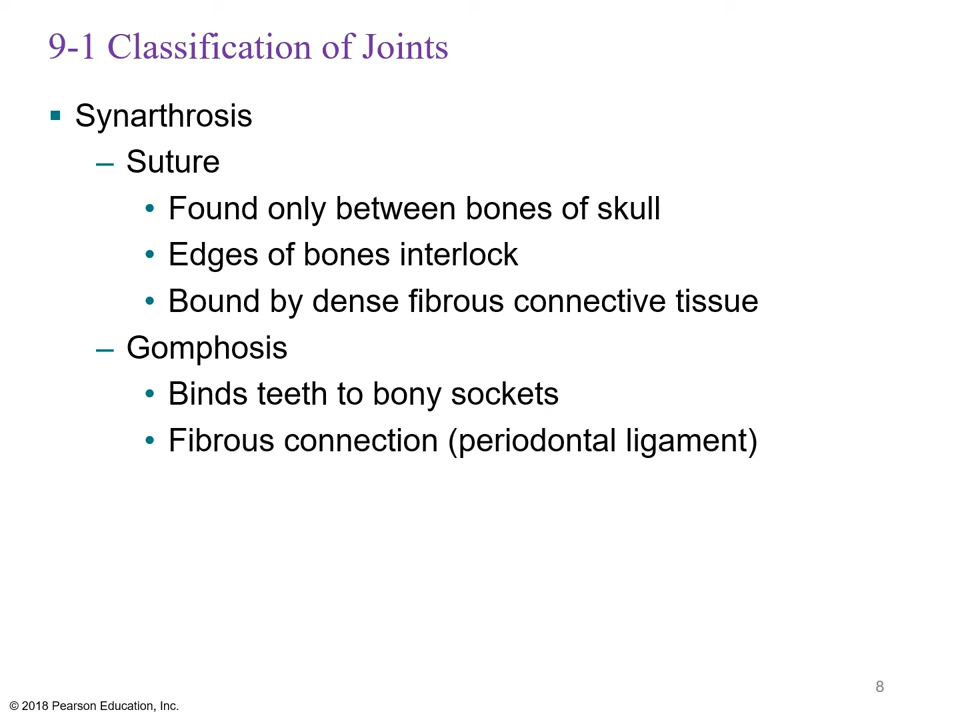 9-1 Classification of Joints
▪ Synarthrosis
– Suture
• Found only between bones of skull
• Edges of bones interlock
• Bound by dense fibrous connective tissue
– Gomphosis
• Binds teeth to bony sockets
• Fibrous connection (periodontal ligament)
8
© 2018 Pearson Education, Inc.